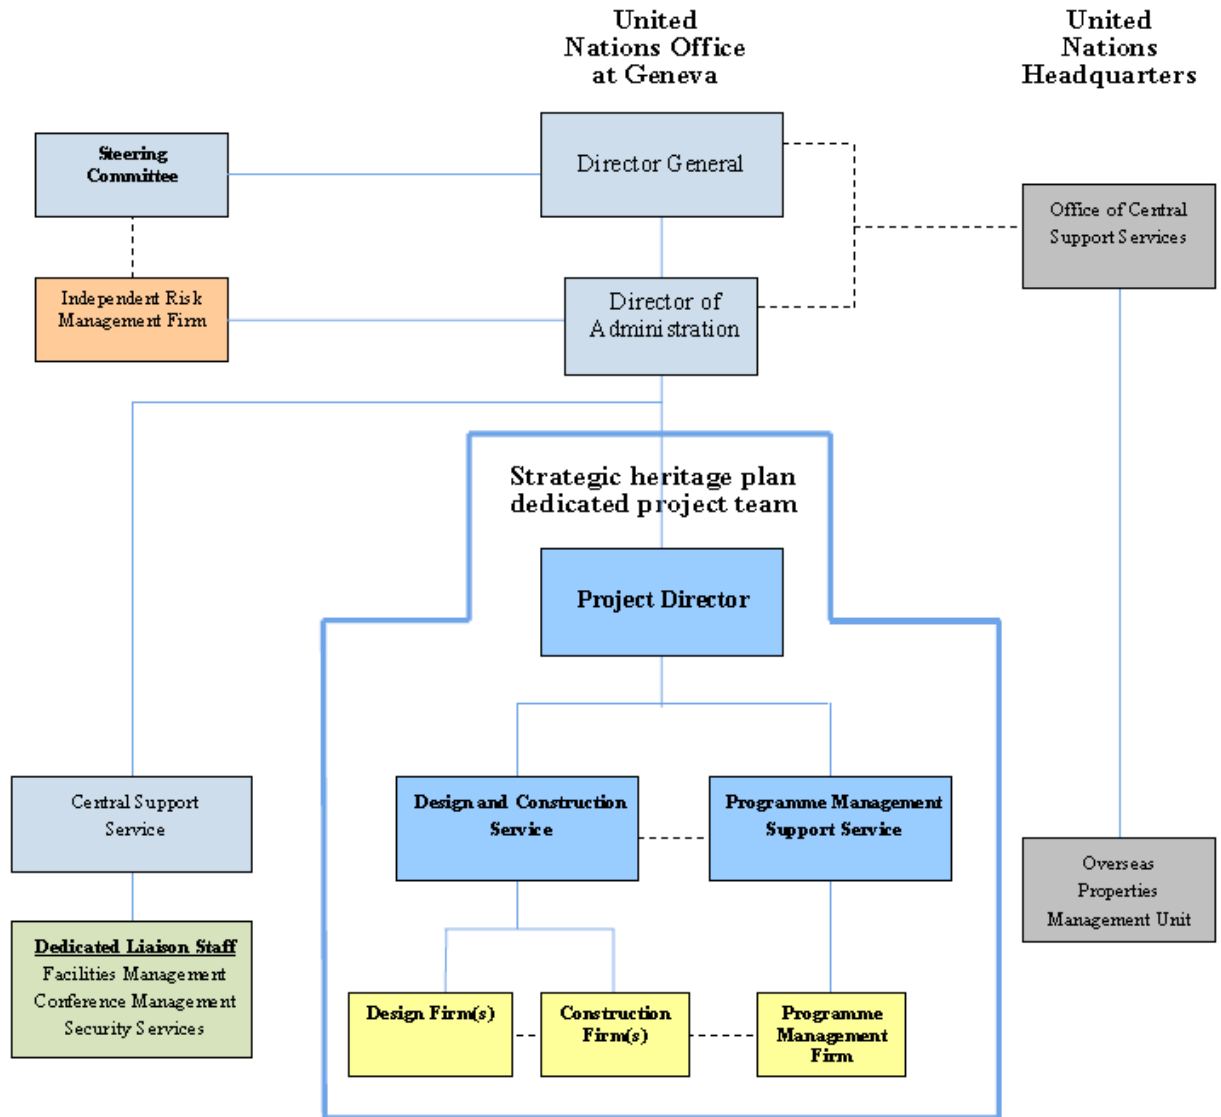 United
Nations Office
at Geneva
United
Nations
Headquarters
Steering
Committee
Director General
Office of Central
Support Services
Independent Risk
Management Firm
Director of
Administration
Strategic heritage plan
dedicated project team
Project Director
Central Support
Service
Design and Construction
Service
Programme Management
Support Service
Overseas
Properties
Management Unit
Dedicated Liaison Staff
Facilities Management
Conference Management
Security Services
Design Firm(s)
Construction
Firm(s)
Programme
Management
Firm